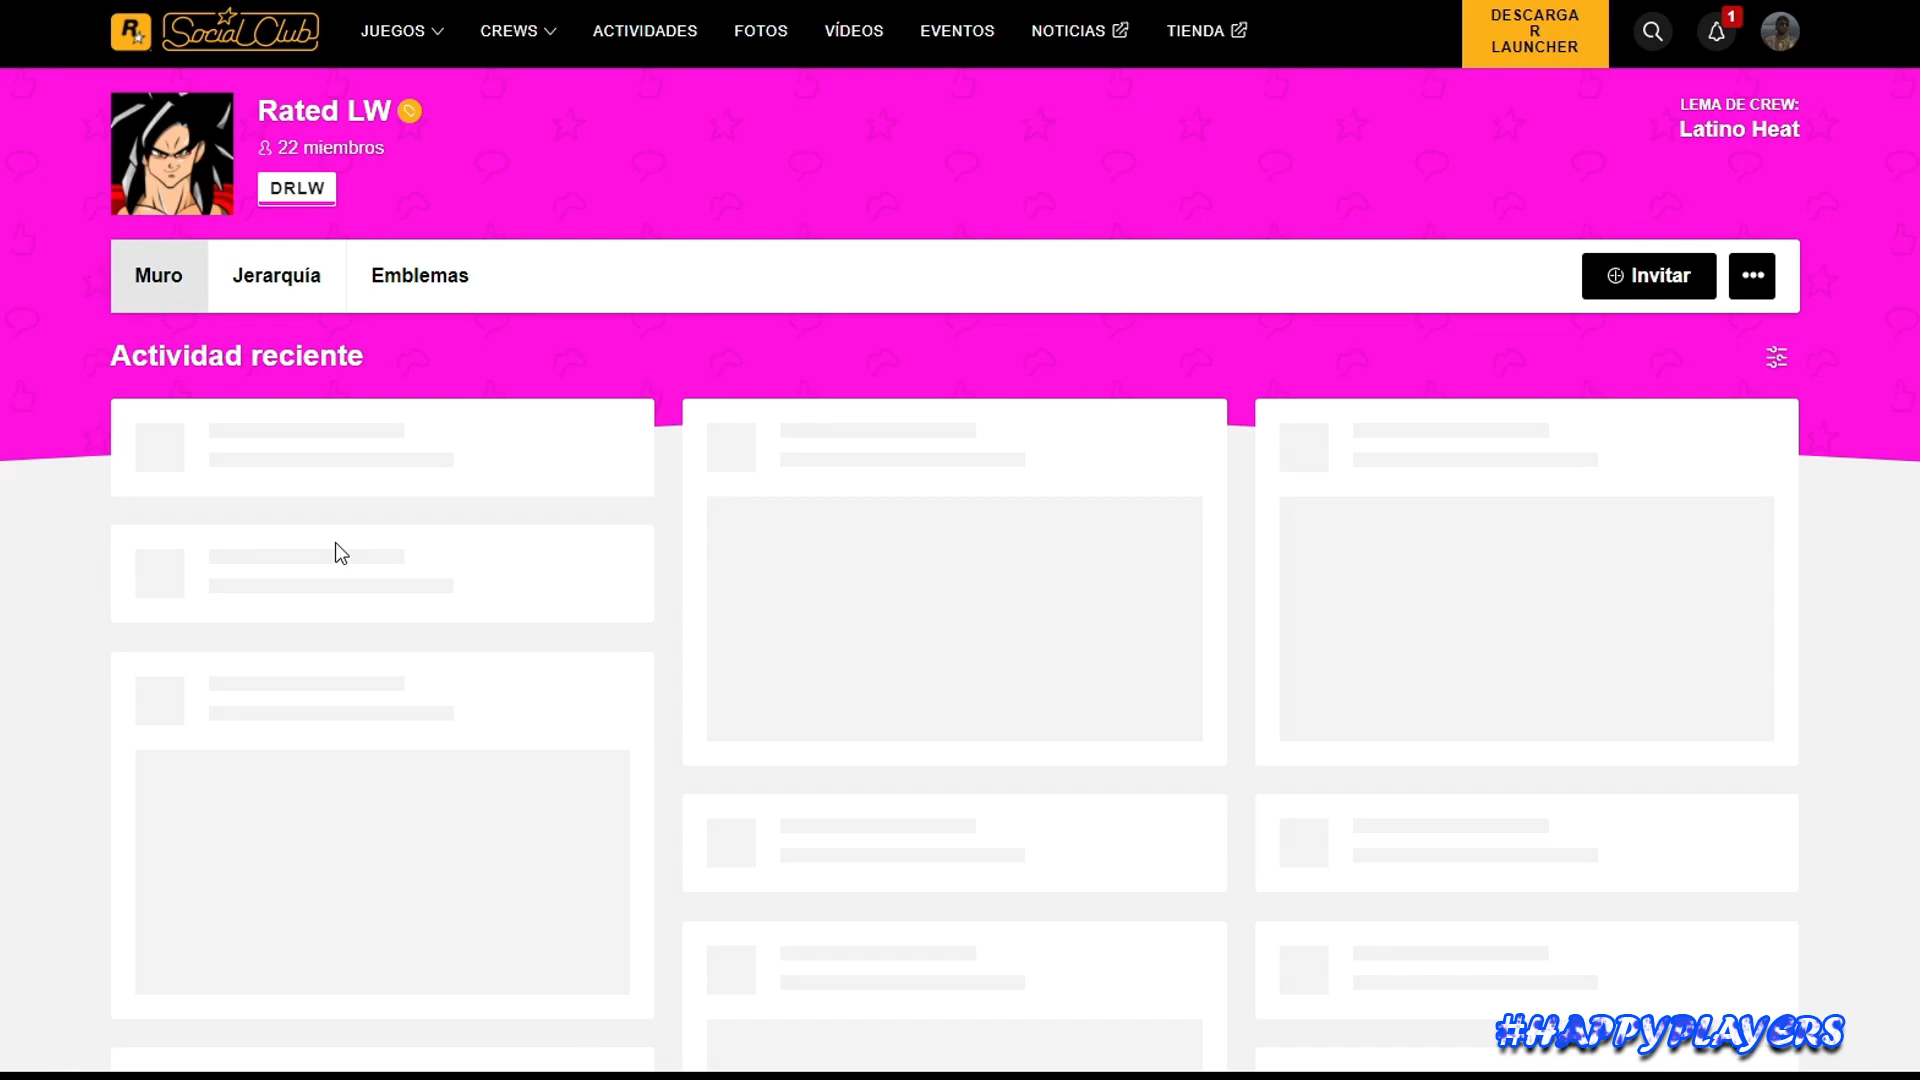 R
Social Club
JUEGOS
CREWS
ACTIVIDADES
FOTOS
VÍDEOS
EVENTOS
NOTICIAS
TIENDA
DESCARGA
R
LAUNCHER
1
Rated LW
22 miembros
DRLW
LEMA DE CREW:
Latino Heat
Muro
Jerarquía
Emblemas
Invitar
Actividad reciente
#HAPPYPLAYERS